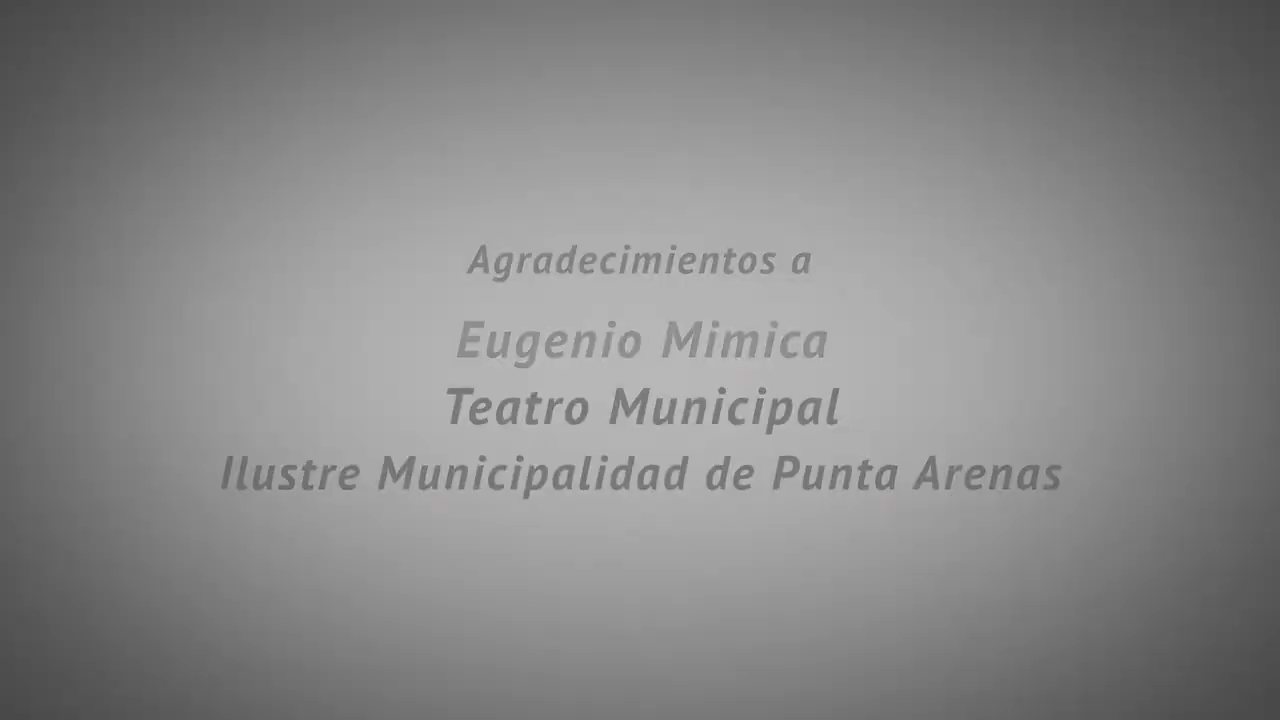 Agradecimientos a
Eugenio Mimica
Teatro Municipal
Ilustre Municipalidad de Punta Arenas